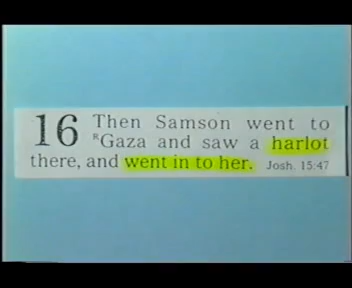 16 Then Samson went to
ᴿGaza and saw a harlot
there, and went in to her. Josh. 15:47